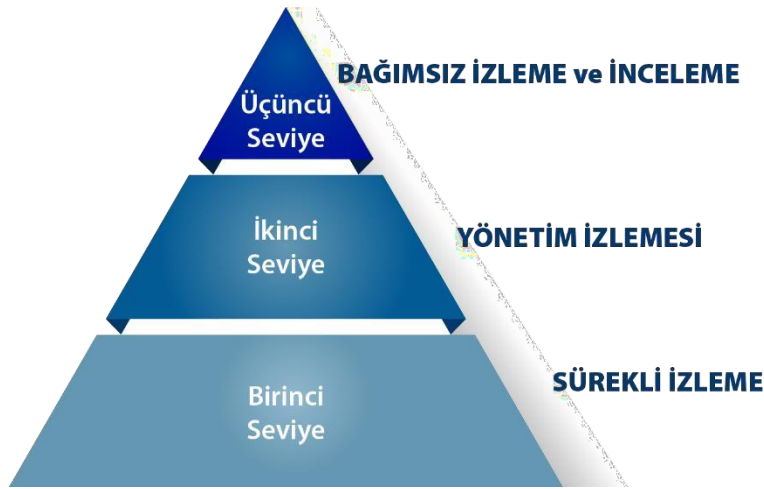 BAĞIMSIZ İZLEME ve İNCELEME
Üçüncü
Seviye
İkinci
Seviye
YÖNETİM İZLEMESİ
Birinci
Seviye
SÜREKLİ İZLEME